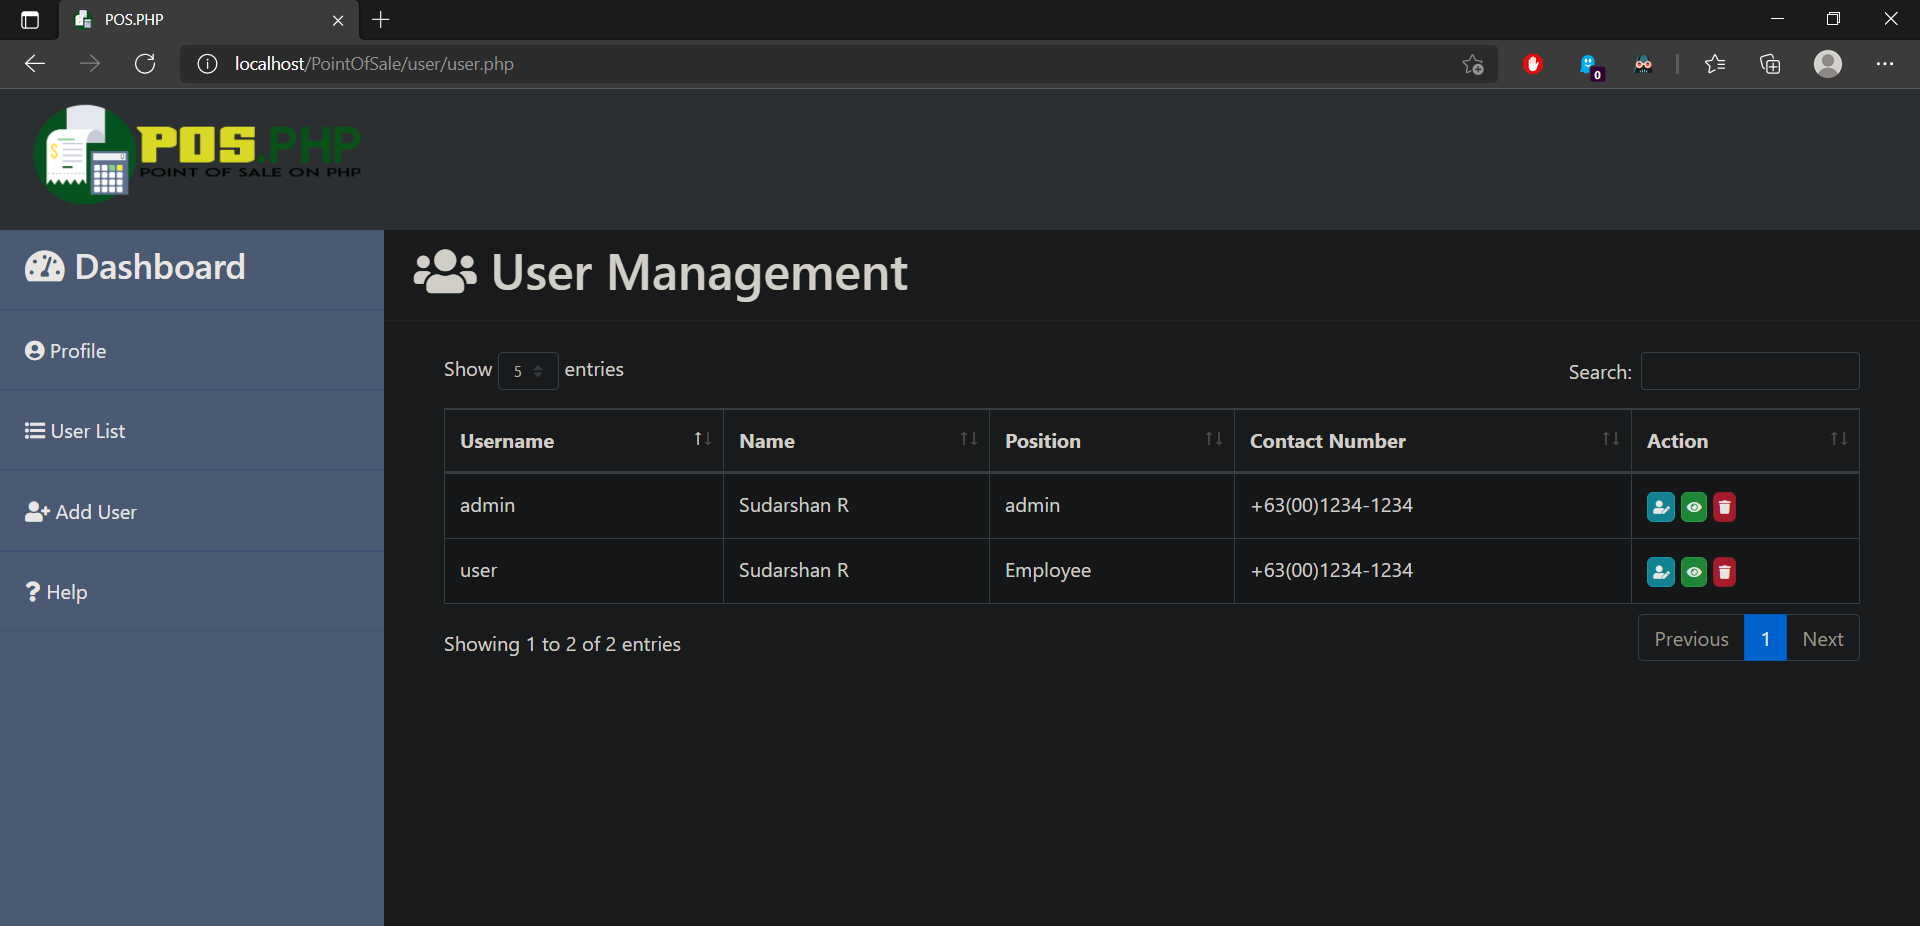 POS.PHP
localhost/PointOfSale/user/user.php
0
POS.PHP
POINT OF SALE ON PHP
Dashboard
User Management
Profile
User List
Add User
Help
Show 5 entries
Search:
Username Name Position Contact Number Action
admin Sudarshan R admin +63(00)1234-1234
user Sudarshan R Employee +63(00)1234-1234
Showing 1 to 2 of 2 entries
Previous 1 Next